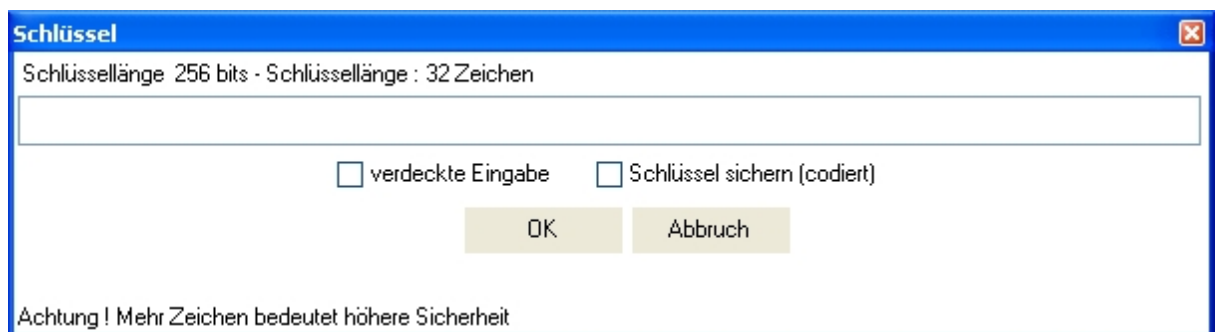 Schlüssel
Schlüssellänge 256 bits - Schlüssellänge : 32 Zeichen
verdeckte Eingabe Schlüssel sichern (codiert)
OK Abbruch
Achtung ! Mehr Zeichen bedeutet höhere Sicherheit